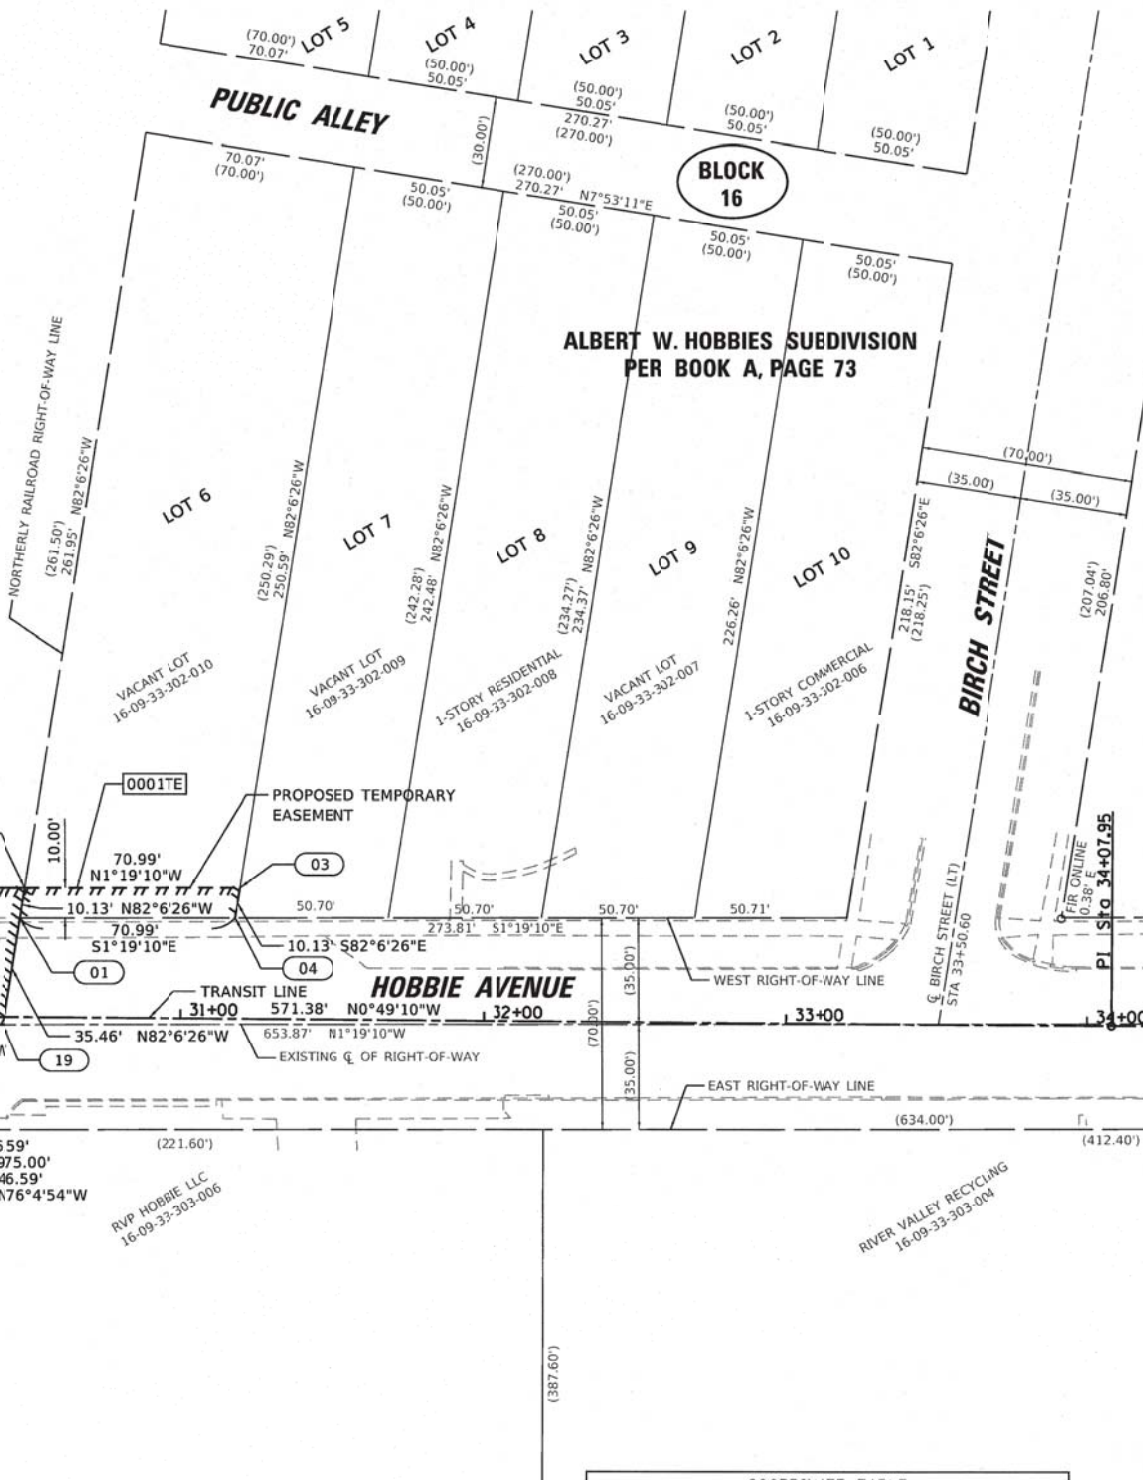 (70.00')
70.07'
LOT 5
LOT 4
(50.00')
50.05'
LOT 3
(50.00')
50.05'
270.27'
(270.00')
LOT 2
(50.00')
50.05'
LOT 1
(50.00')
50.05'
PUBLIC ALLEY
(30.00')
BLOCK
16
70.07'
(70.00')
50.05'
(50.00')
(270.00')
270.27' N7°53'11"E
50.05'
(50.00')
50.05'
(50.00')
50.05'
(50.00')
ALBERT W. HOBBIES SUBDIVISION
PER BOOK A, PAGE 73
NORTHERLY RAILROAD RIGHT-OF-WAY LINE
(261.50')
261.95' N82°6'26"W
LOT 6
(250.29')
250.59' N82°6'26"W
LOT 7
(242.28')
242.48' N82°6'26"W
LOT 8
(234.27')
234.37' N82°6'26"W
LOT 9
226.26' N82°6'26"W
LOT 10
218.15' S82°6'26"E
(218.25')
(70.00')
(35.00')
(35.00')
BIRCH STREET
(207.04')
206.80'
VACANT LOT
16-09-33-302-010
VACANT LOT
16-09-33-302-009
1-STORY RESIDENTIAL
16-09-33-302-008
VACANT LOT
16-09-33-302-007
1-STORY COMMERCIAL
16-09-33-302-006
0001TE
PROPOSED TEMPORARY
EASEMENT
10.00'
70.99'
N1°19'10"W
03
10.13' N82°6'26"W
50.70'
50.70'
50.70'
50.71'
70.99'
S1°19'10"E
273.81' S1°19'10"E
10.13' S82°6'26"E
01
04
FIR ONLINE
0.38' E
PI Sta 34+07.95
℄ BIRCH STREET (LT)
STA 33+50.60
(35.00')
WEST RIGHT-OF-WAY LINE
TRANSIT LINE
HOBBIE AVENUE
31+00
571.38' N0°49'10"W
32+00
33+00
34+00
(70.00')
35.46' N82°6'26"W
653.87' N1°19'10"W
19
EXISTING ℄ OF RIGHT-OF-WAY
(35.00')
EAST RIGHT-OF-WAY LINE
(634.00')
(221.60')
(412.40')
975.00'
46.59'
N76°4'54"W
RVP HOBBIE LLC
16-09-33-303-006
RIVER VALLEY RECYCLING
16-09-33-303-004
(387.60')